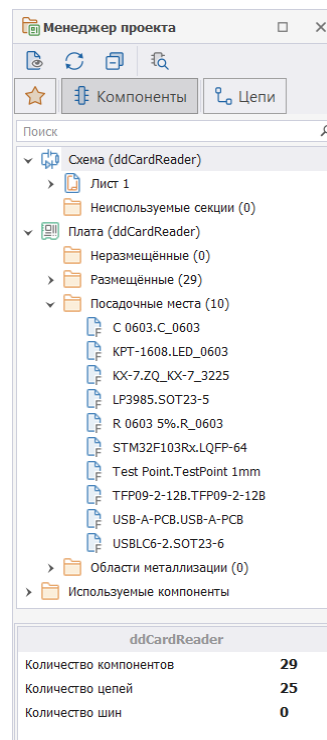 Менеджер проекта
Компоненты
Цепи
Поиск
Схема (ddCardReader)
Лист 1
Неиспользуемые секции (0)
Плата (ddCardReader)
Неразмещённые (0)
Размещённые (29)
Посадочные места (10)
C 0603.C_0603
КРТ-1608.LED_0603
KX-7.ZQ_KX-7_3225
LP3985.SOT23-5
R 0603 5%.R_0603
STM32F103Rx.LQFP-64
Test Point.TestPoint 1mm
TFP09-2-12B.TFP09-2-12B
USB-A-PCB.USB-A-PCB
USBLC6-2.SOT23-6
Области металлизации (0)
Используемые компоненты
ddCardReader
Количество компонентов 29
Количество цепей 25
Количество шин 0